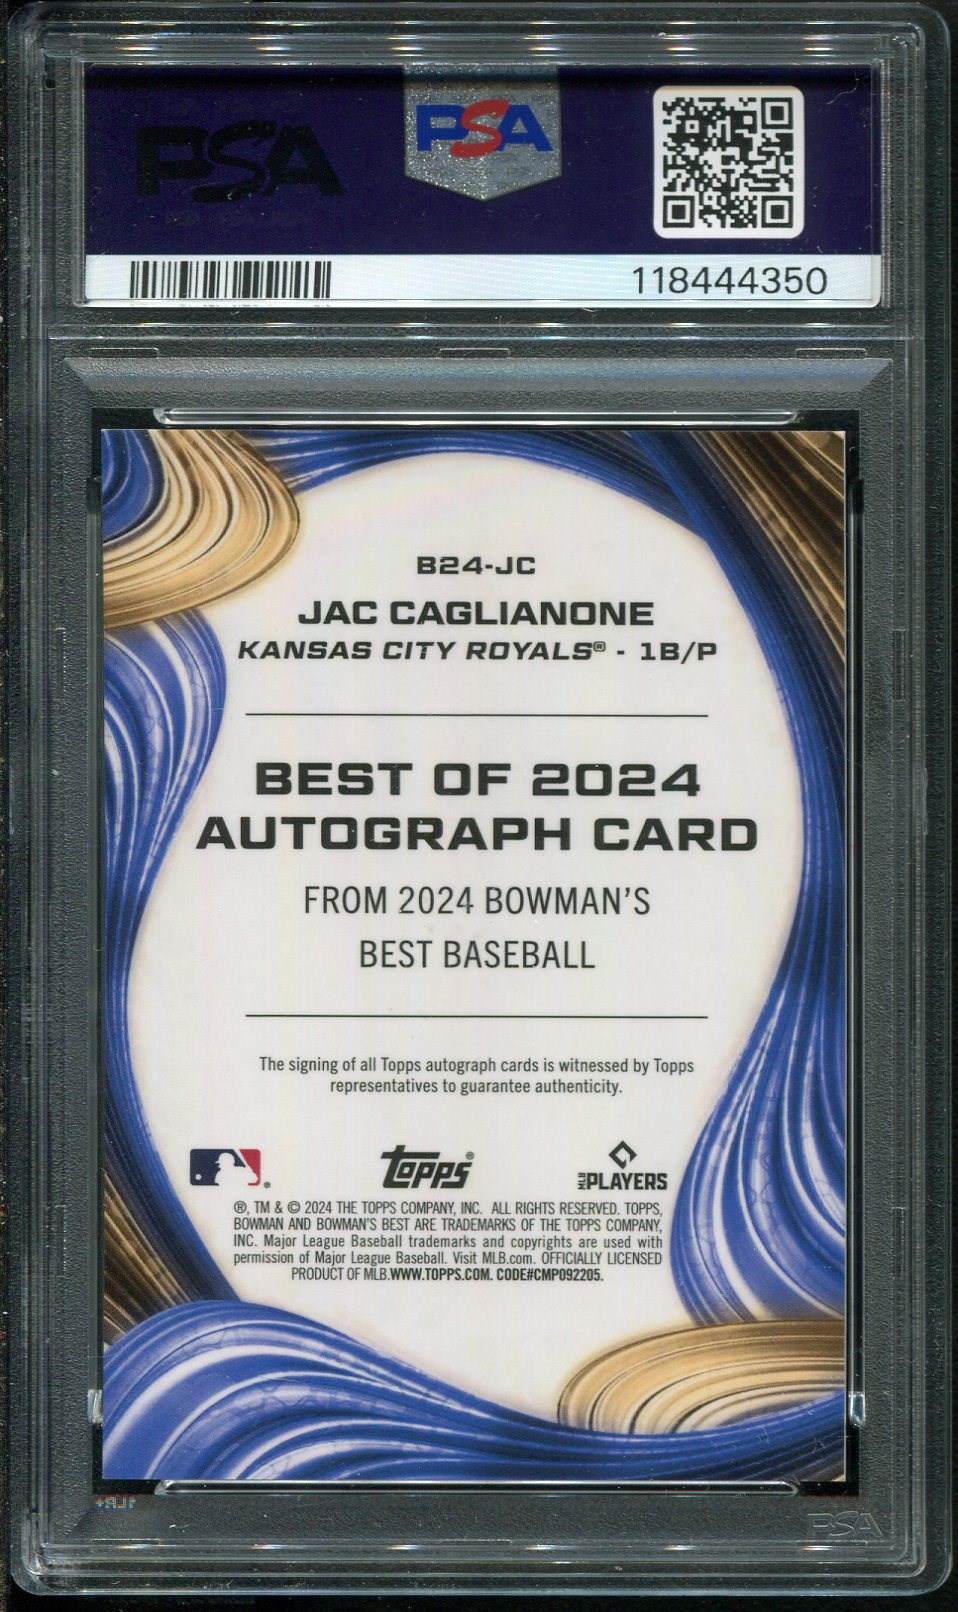 PSA
PSA
118444350
B24-JC
JAC CAGLIANONE
KANSAS CITY ROYALS® - 1B/P
BEST OF 2024
AUTOGRAPH CARD
FROM 2024 BOWMAN'S
BEST BASEBALL
The signing of all Topps autograph cards is witnessed by Topps
representatives to guarantee authenticity.
topps®
MLB PLAYERS
®, TM & © 2024 THE TOPPS COMPANY, INC. ALL RIGHTS RESERVED. TOPPS,
BOWMAN AND BOWMAN'S BEST ARE TRADEMARKS OF THE TOPPS COMPANY,
INC. Major League Baseball trademarks and copyrights are used with
permission of Major League Baseball. Visit MLB.com. OFFICIALLY LICENSED
PRODUCT OF MLB.WWW.TOPPS.COM. CODE#CMP092205.
PSA